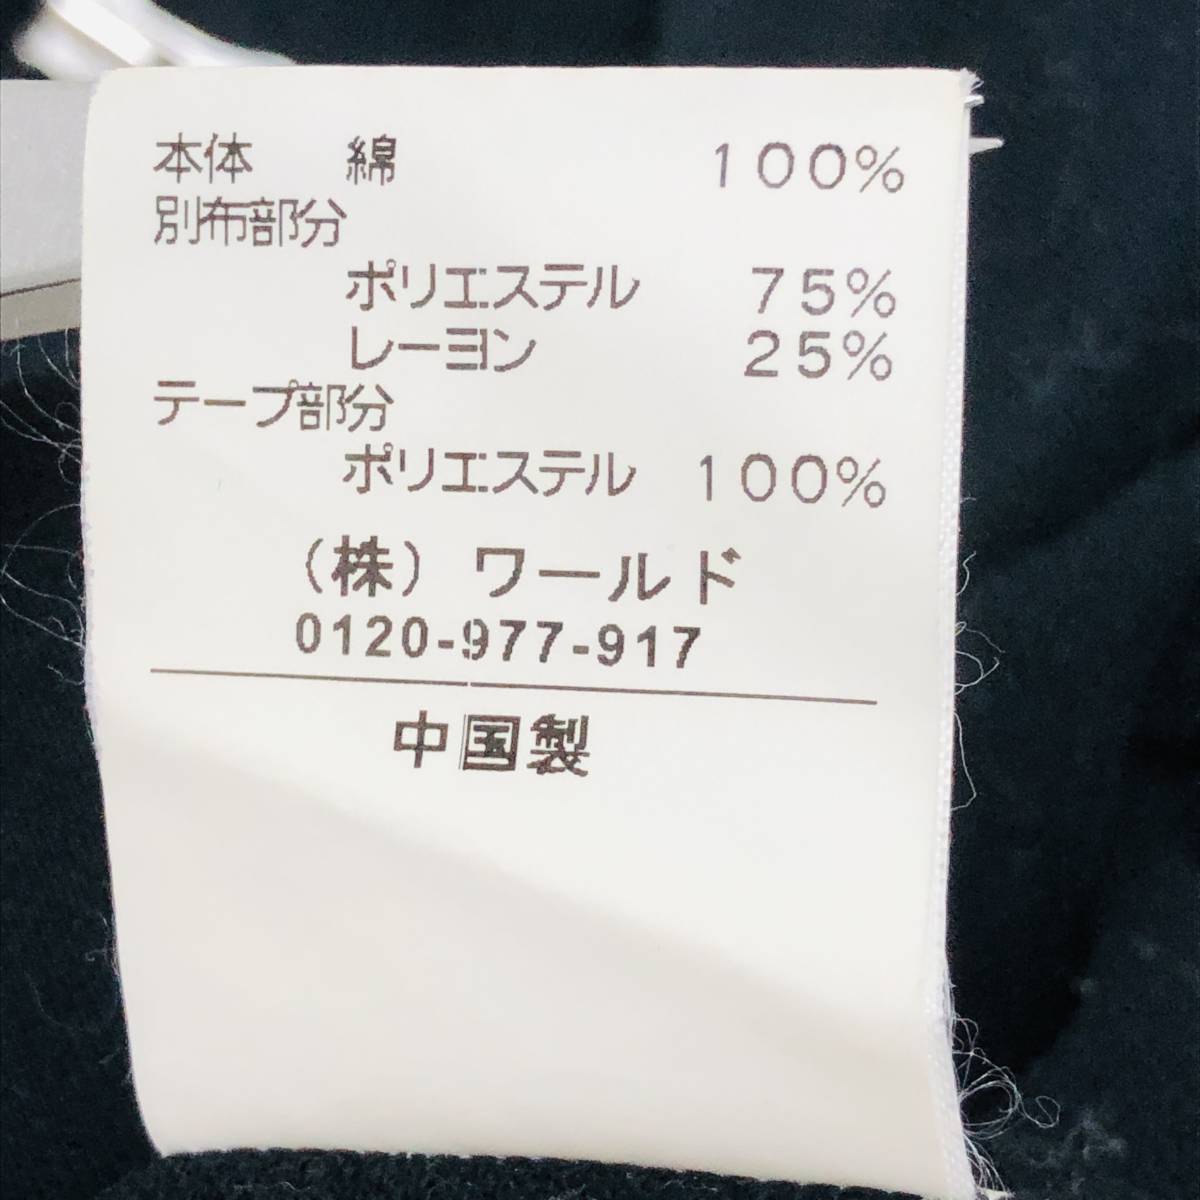 本体 綿 100%
別布部分
ポリエステル 75%
レーヨン 25%
テープ部分
ポリエステル 100%
(株) ワールド
0120-977-917
中国製